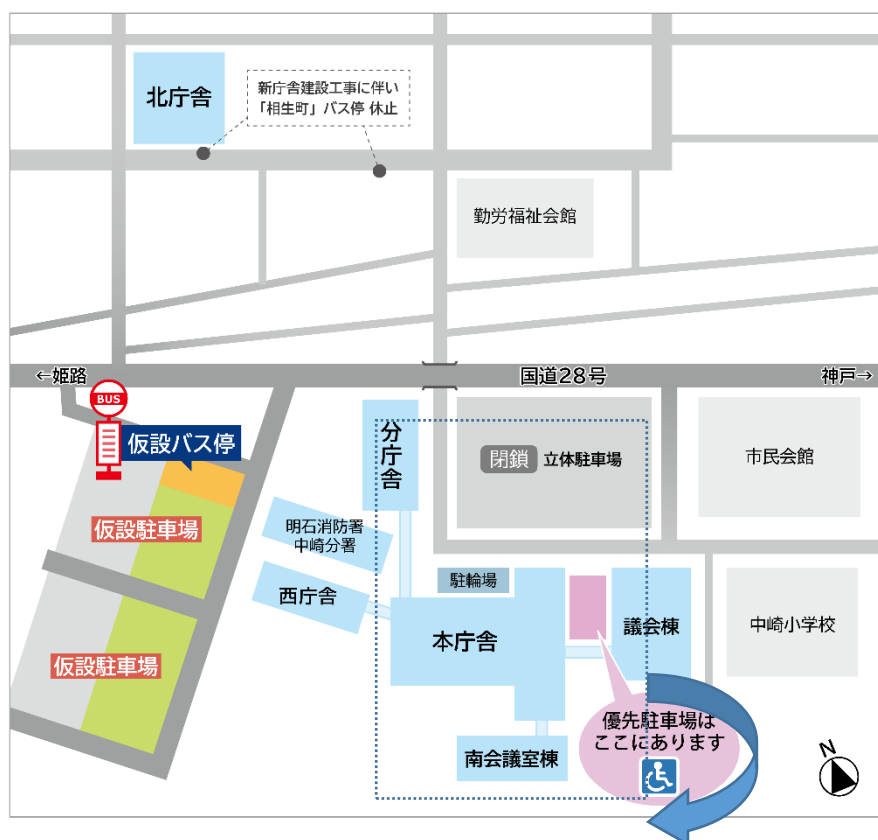 北庁舎
新庁舎建設工事に伴い
「相生町」バス停 休止
勤労福祉会館
←姫路
国道28号
神戸→
BUS
仮設バス停
分庁舎
閉鎖 立体駐車場
市民会館
仮設駐車場
明石消防署
中崎分署
駐輪場
西庁舎
本庁舎
議会棟
中崎小学校
仮設駐車場
優先駐車場は
ここにあります
南会議室棟
N